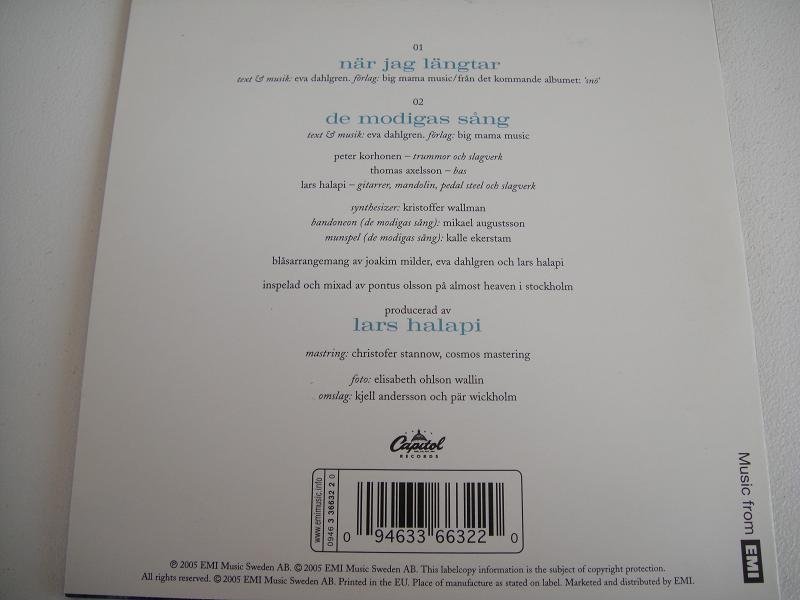 01
när jag längtar
text & musik: eva dahlgren. förlag: big mama music/från det kommande albumet: 'snö'
02
de modigas sång
text & musik: eva dahlgren. förlag: big mama music
peter korhonen – trummor och slagverk
thomas axelsson – bas
lars halapi – gitarrer, mandolin, pedal steel och slagverk
synthesizer: kristoffer wallman
bandoneon (de modigas sång): mikael augustsson
munspel (de modigas sång): kalle ekerstam
blåsarrangemang av joakim milder, eva dahlgren och lars halapi
inspelad och mixad av pontus olsson på almost heaven i stockholm
producerad av
lars halapi
mastring: christofer stannow, cosmos mastering
foto: elisabeth ohlson wallin
omslag: kjell andersson och pär wickholm
Capitol
RECORDS
www.emimusic.info
0946 3 36632 2 0
0 94633 66322 0
Music from EMI
℗ 2005 EMI Music Sweden AB. © 2005 EMI Music Sweden AB. This labelcopy information is the subject of copyright protection.
All rights reserved. © 2005 EMI Music Sweden AB. Printed in the EU. Place of manufacture as stated on label. Marketed and distributed by EMI.